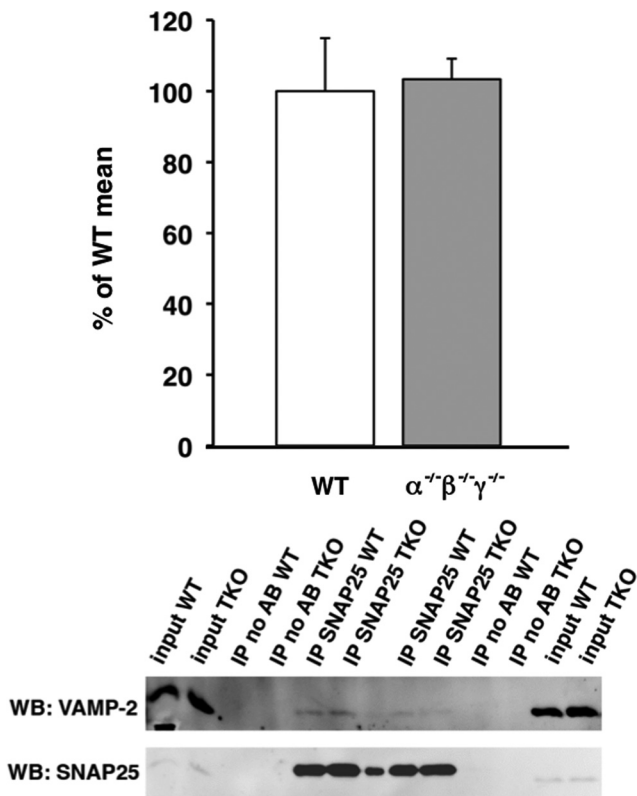 120
100
80
60
40
20
0
% of WT mean
WT
α-/-β-/-γ-/-
input WT
input TKO
IP no AB WT
IP no AB TKO
IP SNAP25 WT
IP SNAP25 TKO
IP SNAP25 WT
IP SNAP25 TKO
IP no AB WT
IP no AB TKO
input WT
input TKO
WB: VAMP-2
WB: SNAP25